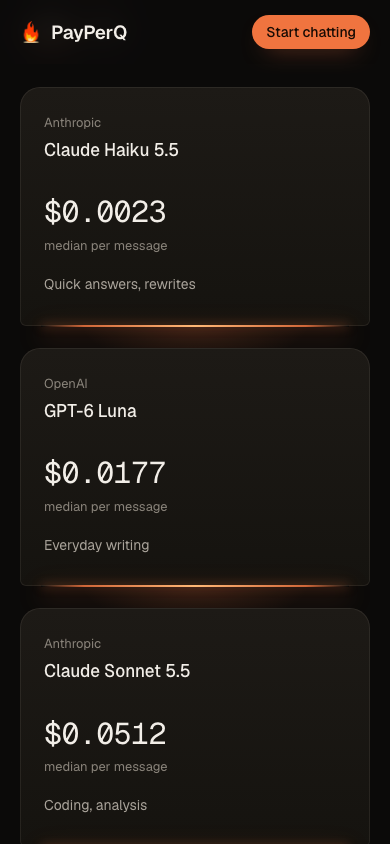 PayPerQ
Start chatting
Anthropic
Claude Haiku 5.5
$0.0023
median per message
Quick answers, rewrites
OpenAI
GPT-6 Luna
$0.0177
median per message
Everyday writing
Anthropic
Claude Sonnet 5.5
$0.0512
median per message
Coding, analysis